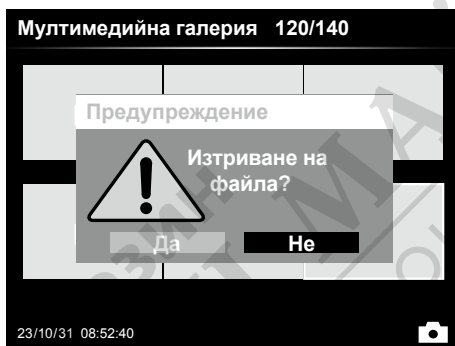 Мултимедийна галерия 120/140
Предупреждение
Изтриване на
файла?
Да Не
23/10/31 08:52:40